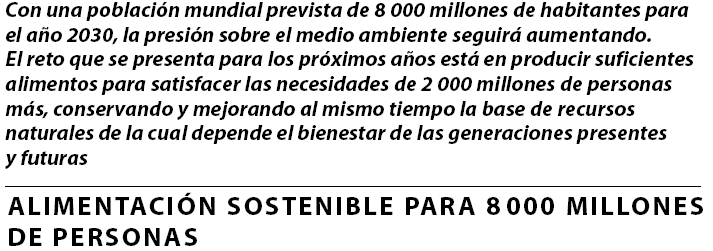 Con una población mundial prevista de 8 000 millones de habitantes para
el año 2030, la presión sobre el medio ambiente seguirá aumentando.
El reto que se presenta para los próximos años está en producir suficientes
alimentos para satisfacer las necesidades de 2 000 millones de personas
más, conservando y mejorando al mismo tiempo la base de recursos
naturales de la cual depende el bienestar de las generaciones presentes
y futuras
ALIMENTACIÓN SOSTENIBLE PARA 8 000 MILLONES
DE PERSONAS